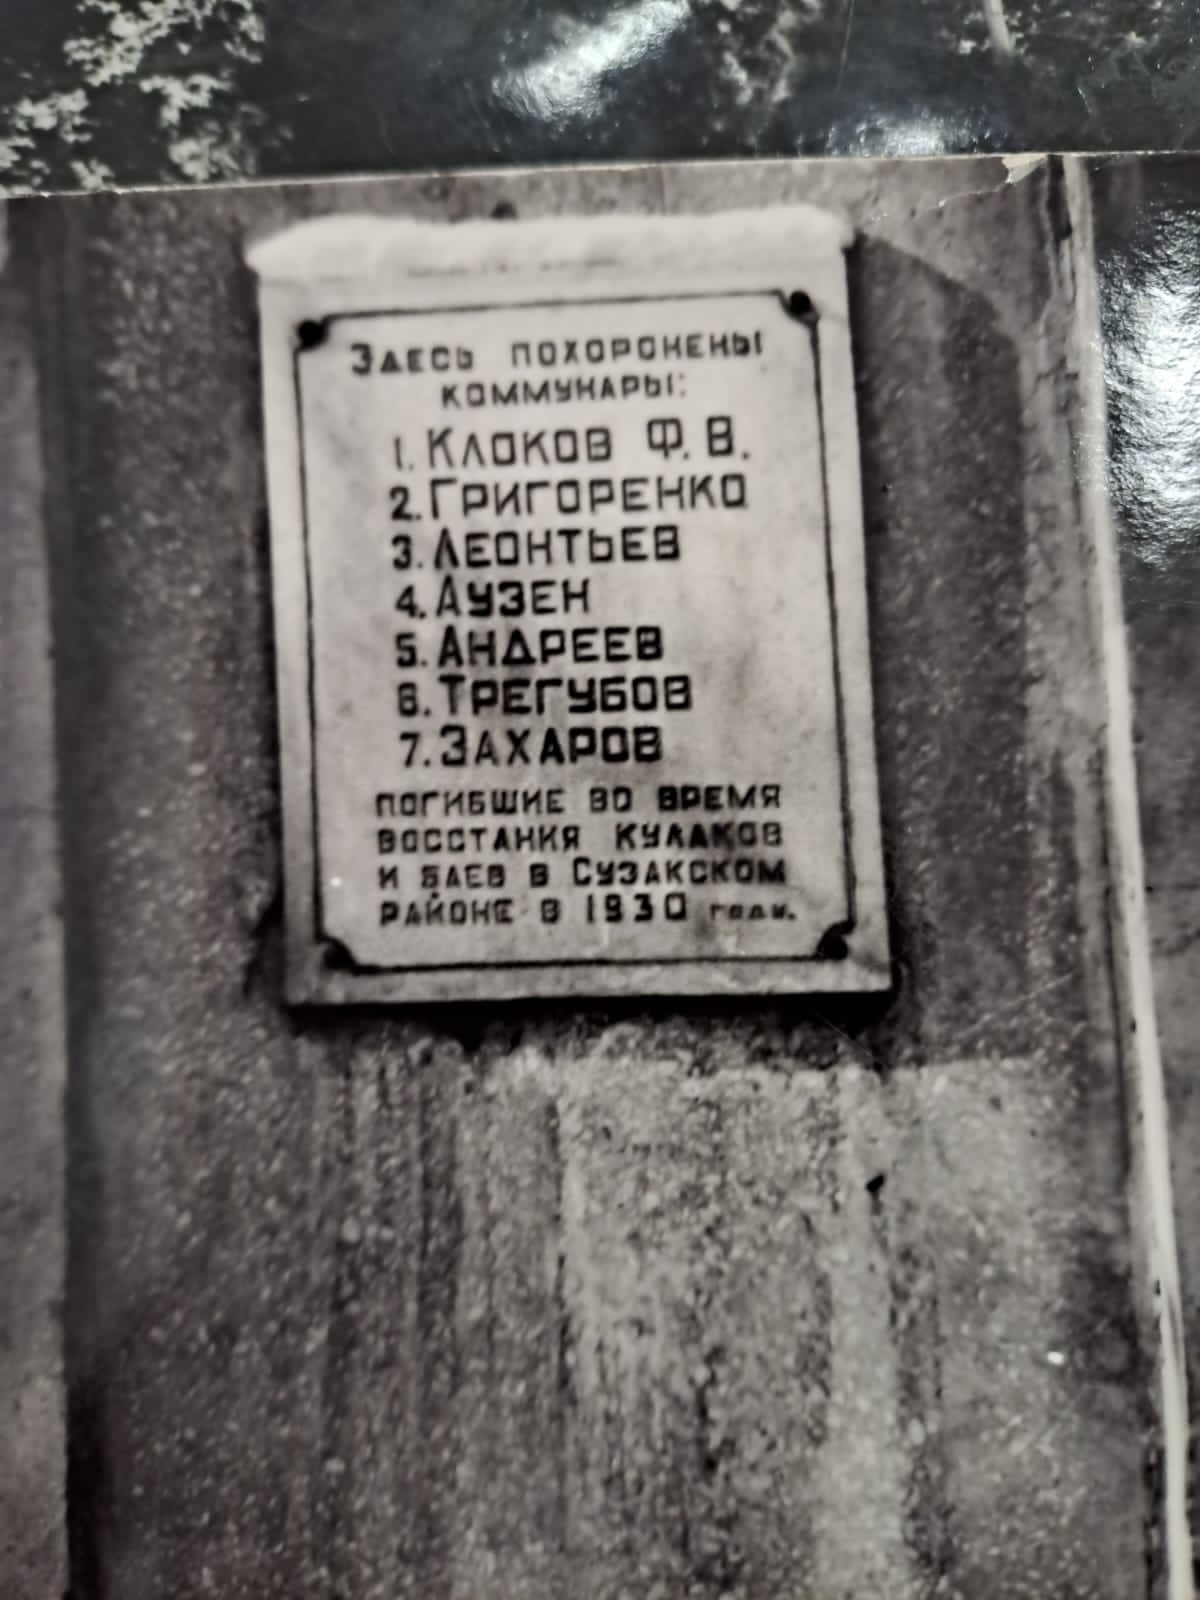 Здесь похоронены
коммунары:
1. Клоков Ф. В.
2. Григоренко
3. Леонтьев
4. Аузен
5. Андреев
6. Трегубов
7. Захаров
погибшие во время
восстания кулаков
и баев в Сузакском
районе в 1930 году.